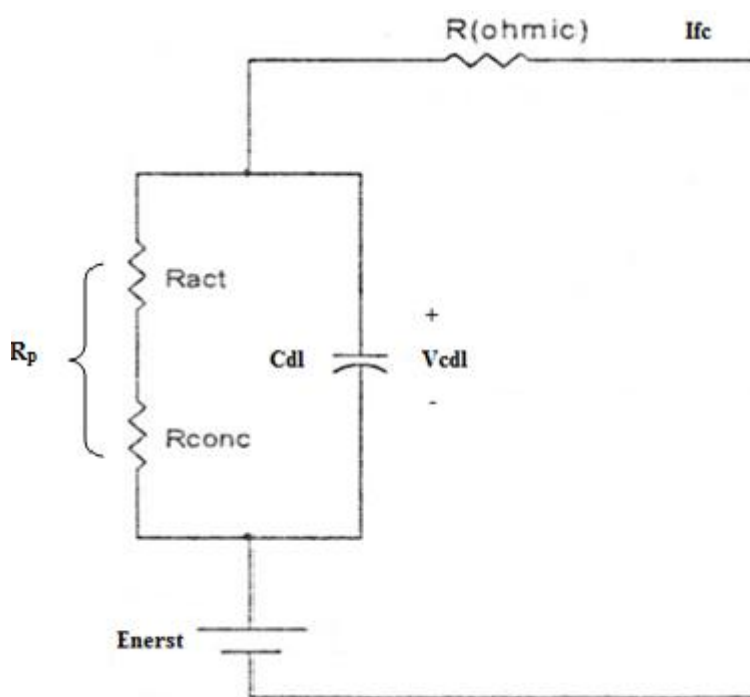 R(ohmic) Ifc
Ract
Rp
Cdl
+
Vcdl
-
Rconc
Enerst